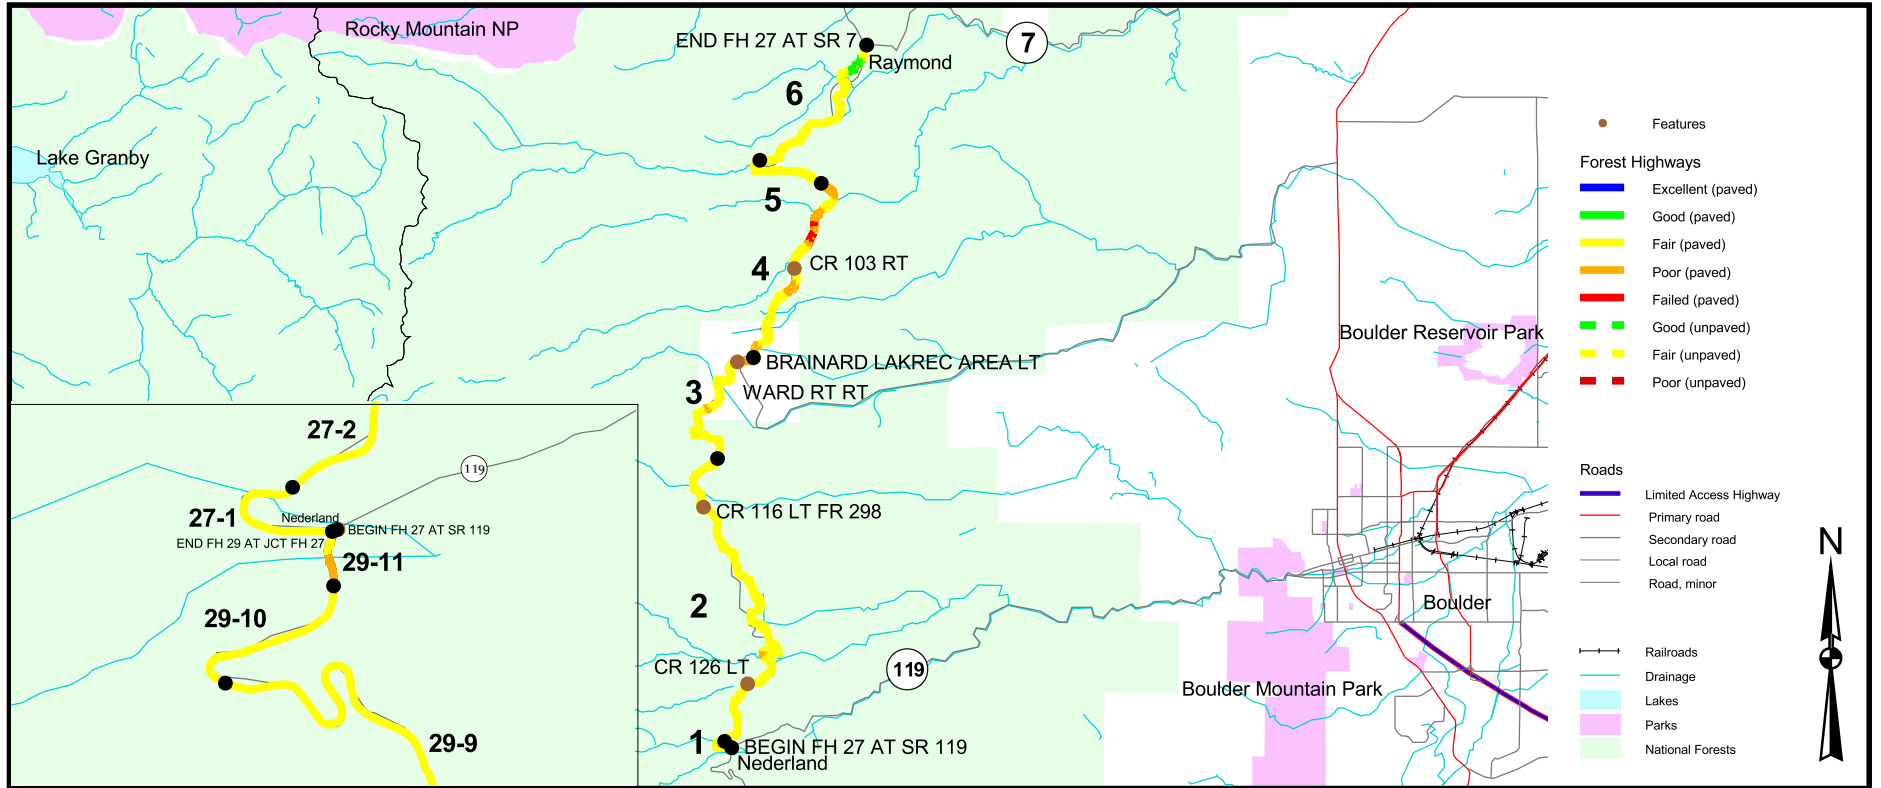 Rocky Mountain NP
END FH 27 AT SR 7
7
Raymond
6
Lake Granby
5
4
CR 103 RT
BRAINARD LAKREC AREA LT
3
WARD RT RT
CR 116 LT FR 298
2
CR 126 LT
119
1
BEGIN FH 27 AT SR 119
Nederland
Boulder Reservoir Park
Boulder
Boulder Mountain Park
27-2
119
27-1
Nederland
BEGIN FH 27 AT SR 119
END FH 29 AT JCT FH 27
29-11
29-10
29-9
Features
Forest Highways
Excellent (paved)
Good (paved)
Fair (paved)
Poor (paved)
Failed (paved)
Good (unpaved)
Fair (unpaved)
Poor (unpaved)
Roads
Limited Access Highway
Primary road
Secondary road
Local road
Road, minor
Railroads
Drainage
Lakes
Parks
National Forests
N